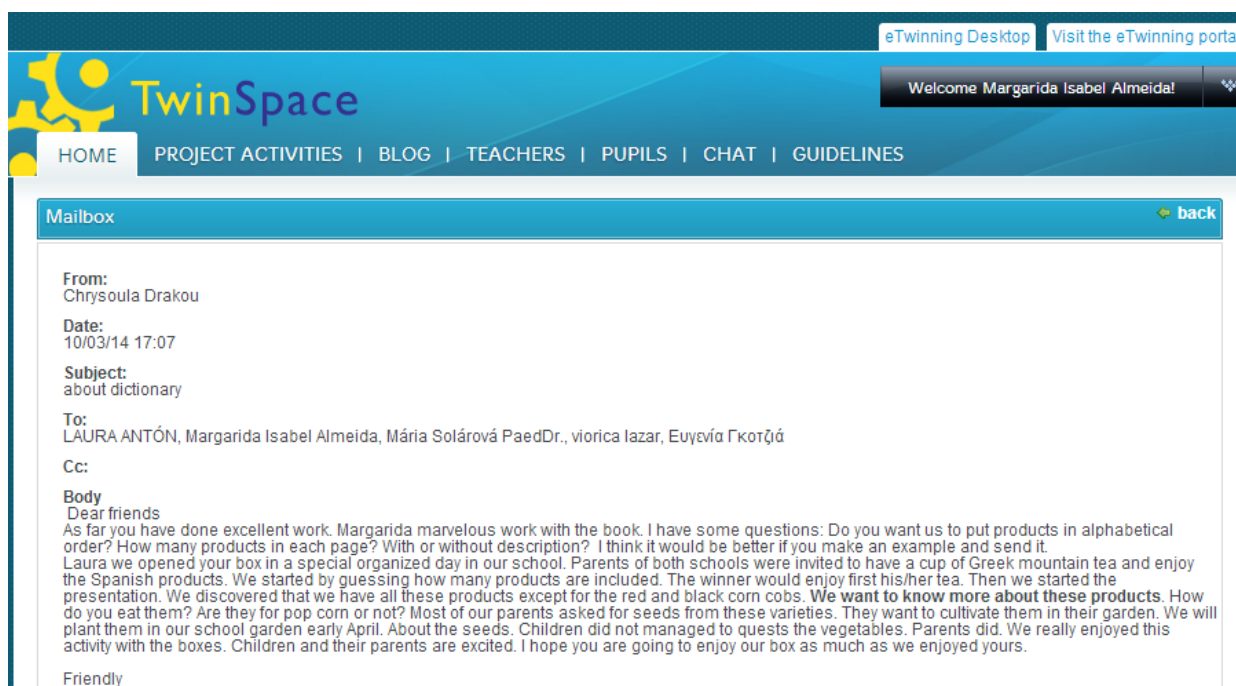 eTwinning Desktop Visit the eTwinning porta
TwinSpace
Welcome Margarida Isabel Almeida!
HOME PROJECT ACTIVITIES | BLOG | TEACHERS | PUPILS | CHAT | GUIDELINES
Mailbox back
From:
Chrysoula Drakou
Date:
10/03/14 17:07
Subject:
about dictionary
To:
LAURA ANTÓN, Margarida Isabel Almeida, Mária Solárová PaedDr., viorica lazar, Ευγενία Γκοτζιά
Cc:
Body
Dear friends
As far you have done excellent work. Margarida marvelous work with the book. I have some questions: Do you want us to put products in alphabetical
order? How many products in each page? With or without description? I think it would be better if you make an example and send it.
Laura we opened your box in a special organized day in our school. Parents of both schools were invited to have a cup of Greek mountain tea and enjoy
the Spanish products. We started by guessing how many products are included. The winner would enjoy first his/her tea. Then we started the
presentation. We discovered that we have all these products except for the red and black corn cobs. We want to know more about these products. How
do you eat them? Are they for pop corn or not? Most of our parents asked for seeds from these varieties. They want to cultivate them in their garden. We will
plant them in our school garden early April. About the seeds. Children did not managed to quests the vegetables. Parents did. We really enjoyed this
activity with the boxes. Children and their parents are excited. I hope you are going to enjoy our box as much as we enjoyed yours.
Friendly